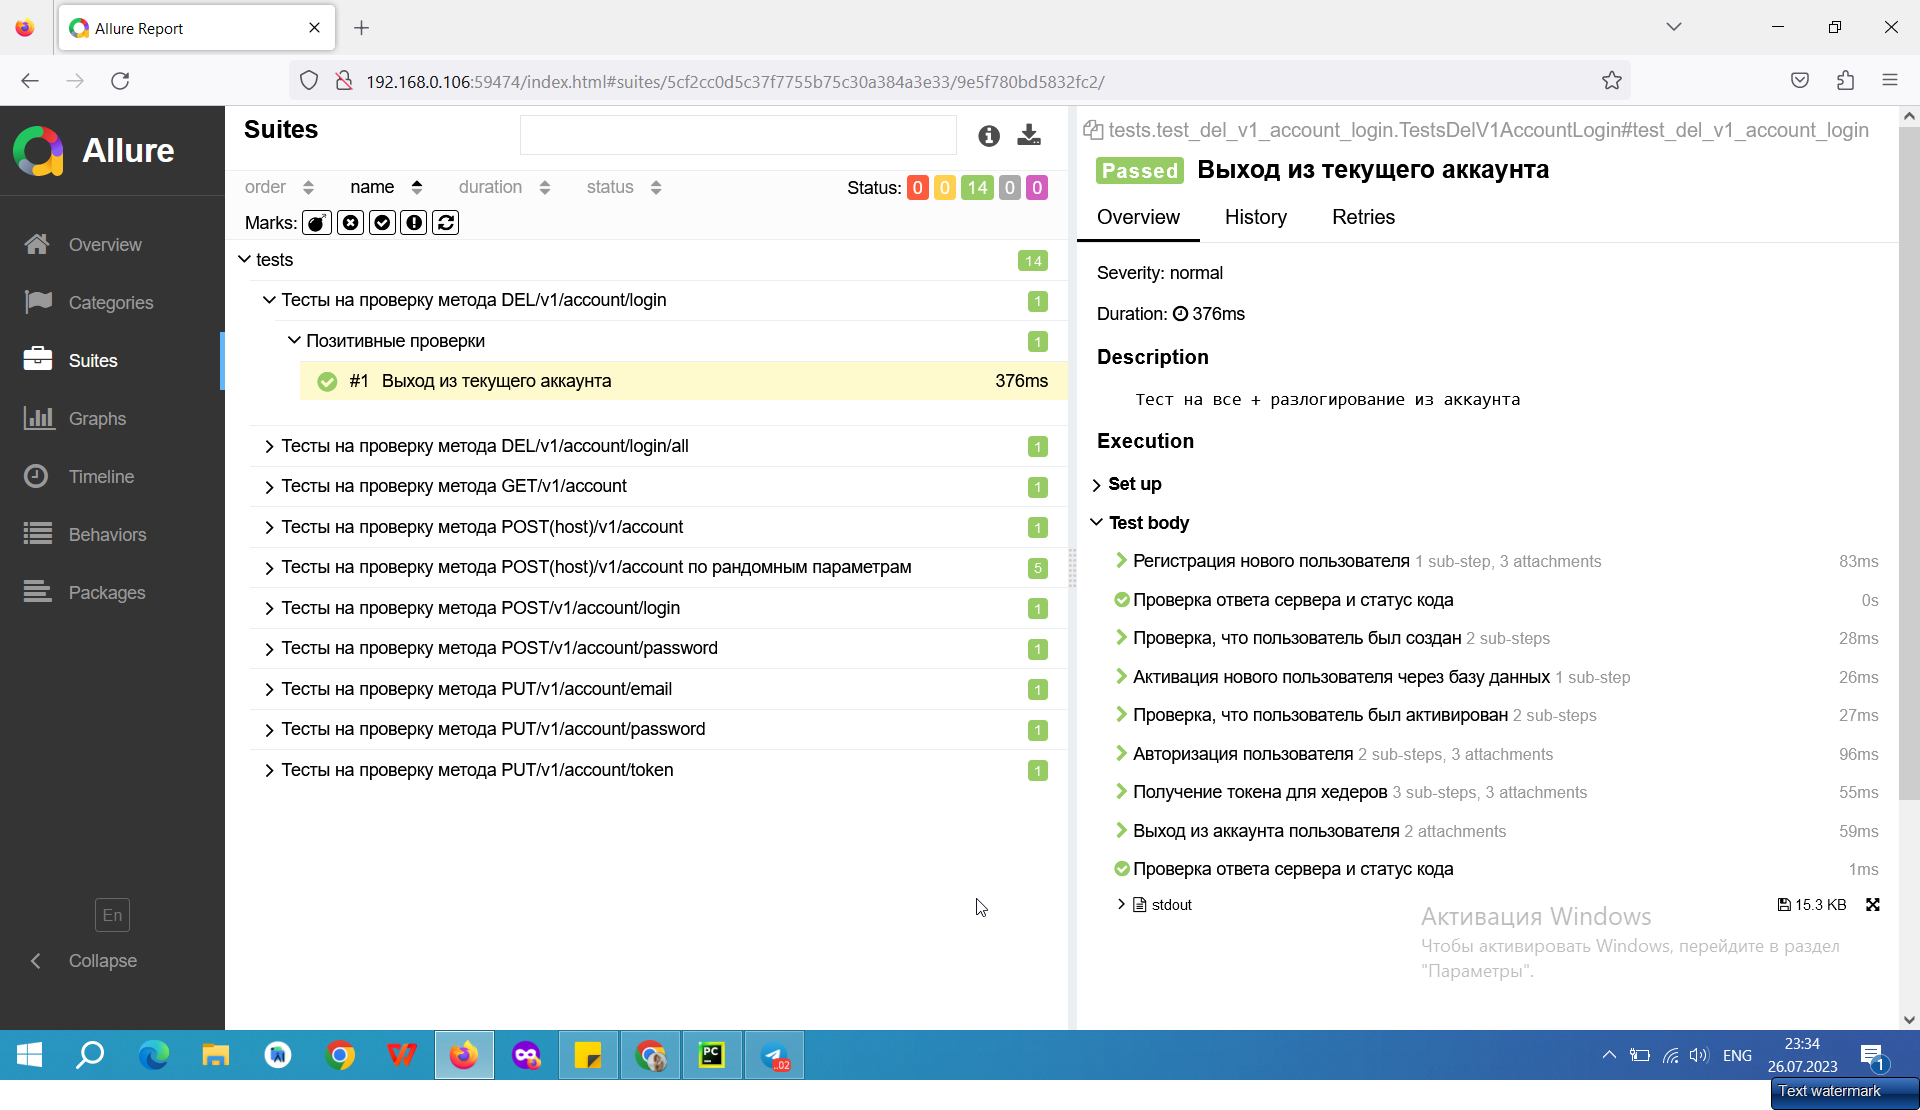 Allure Report
192.168.0.106:59474/index.html#suites/5cf2cc0d5c37f7755b75c30a384a3e33/9e5f780bd5832fc2/
Allure
Overview
Categories
Suites
Graphs
Timeline
Behaviors
Packages
En
Collapse
Suites
order name duration status Status: 0 0 14 0 0
Marks:
tests 14
Тесты на проверку метода DEL/v1/account/login 1
Позитивные проверки 1
#1 Выход из текущего аккаунта 376ms
Тесты на проверку метода DEL/v1/account/login/all 1
Тесты на проверку метода GET/v1/account 1
Тесты на проверку метода POST(host)/v1/account 1
Тесты на проверку метода POST(host)/v1/account по рандомным параметрам 5
Тесты на проверку метода POST/v1/account/login 1
Тесты на проверку метода POST/v1/account/password 1
Тесты на проверку метода PUT/v1/account/email 1
Тесты на проверку метода PUT/v1/account/password 1
Тесты на проверку метода PUT/v1/account/token 1
tests.test_del_v1_account_login.TestsDelV1AccountLogin#test_del_v1_account_login
Passed Выход из текущего аккаунта
Overview History Retries
Severity: normal
Duration: 376ms
Description
Тест на все + разлогирование из аккаунта
Execution
Set up
Test body
Регистрация нового пользователя 1 sub-step, 3 attachments 83ms
Проверка ответа сервера и статус кода 0s
Проверка, что пользователь был создан 2 sub-steps 28ms
Активация нового пользователя через базу данных 1 sub-step 26ms
Проверка, что пользователь был активирован 2 sub-steps 27ms
Авторизация пользователя 2 sub-steps, 3 attachments 96ms
Получение токена для хедеров 3 sub-steps, 3 attachments 55ms
Выход из аккаунта пользователя 2 attachments 59ms
Проверка ответа сервера и статус кода 1ms
stdout 15.3 KB
Активация Windows
Чтобы активировать Windows, перейдите в раздел
"Параметры".
PC
..02
ENG
23:34
26.07.2023
1
Text watermark